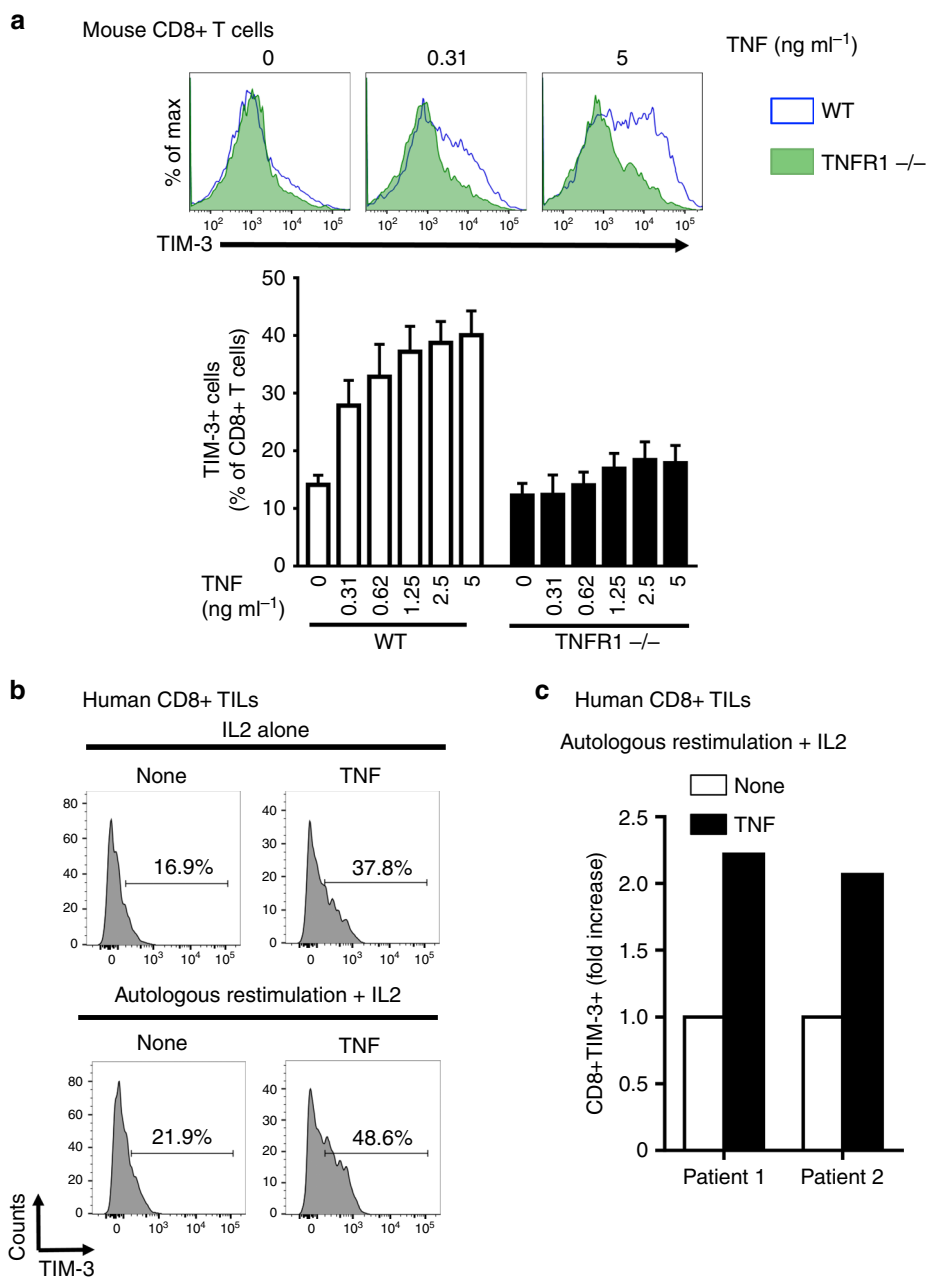 a
Mouse CD8+ T cells
0
0.31
5
TNF (ng ml⁻¹)
% of max
WT
TNFR1 –/–
10² 10³ 10⁴ 10⁵
10² 10³ 10⁴ 10⁵
10² 10³ 10⁴ 10⁵
TIM-3
TIM-3+ cells
(% of CD8+ T cells)
50
40
30
20
10
0
TNF
(ng ml⁻¹)
0 0.31 0.62 1.25 2.5 5
0 0.31 0.62 1.25 2.5 5
WT
TNFR1 –/–
b
Human CD8+ TILs
IL2 alone
None
TNF
80
60
40
20
0
16.9%
0 10³ 10⁴ 10⁵
40
30
20
10
0
37.8%
0 10³ 10⁴ 10⁵
Autologous restimulation + IL2
None
TNF
80
60
40
20
0
21.9%
0 10³ 10⁴ 10⁵
40
30
20
10
0
48.6%
0 10³ 10⁴ 10⁵
Counts
TIM-3
c
Human CD8+ TILs
Autologous restimulation + IL2
None
TNF
CD8+TIM-3+ (fold increase)
2.5
2.0
1.5
1.0
0.5
0
Patient 1
Patient 2